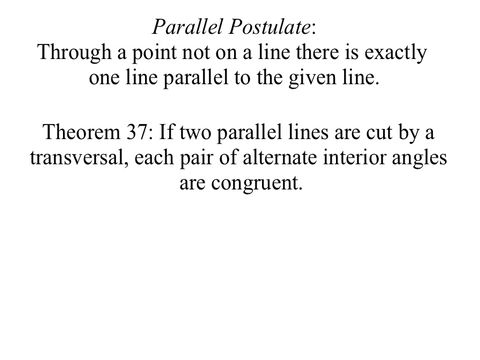 Parallel Postulate:
Through a point not on a line there is exactly
one line parallel to the given line.
Theorem 37: If two parallel lines are cut by a
transversal, each pair of alternate interior angles
are congruent.